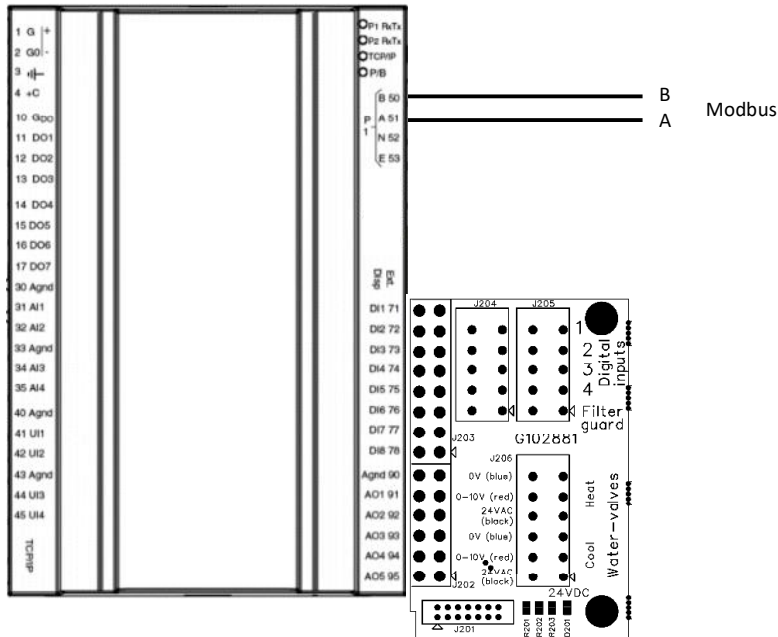 1 G +
2 G0 -
3
4 +C
10 GDO
11 DO1
12 DO2
13 DO3
14 DO4
15 DO5
16 DO6
17 DO7
30 Agnd
31 AI1
32 AI2
33 Agnd
34 AI3
35 AI4
40 Agnd
41 UI1
42 UI2
43 Agnd
44 UI3
45 UI4
TCP/IP
P1 RxTx
P2 RxTx
TCP/IP
P/B
P1
B 50
A 51
N 52
E 53
B
A
Modbus
Ext.
Disp
DI1 71
DI2 72
DI3 73
DI4 74
DI5 75
DI6 76
DI7 77
DI8 78
Agnd 90
AO1 91
AO2 92
AO3 93
AO4 94
AO5 95
J204
J205
1
2
3
4
Digital
inputs
Filter
guard
J203
G102881
J206
0V (blue)
0-10V (red)
24VAC
(black)
0V (blue)
0-10V (red)
24VAC
(black)
Heat
Cool
Water-valves
J202
24VDC
J201
R201
R202
R203
D201